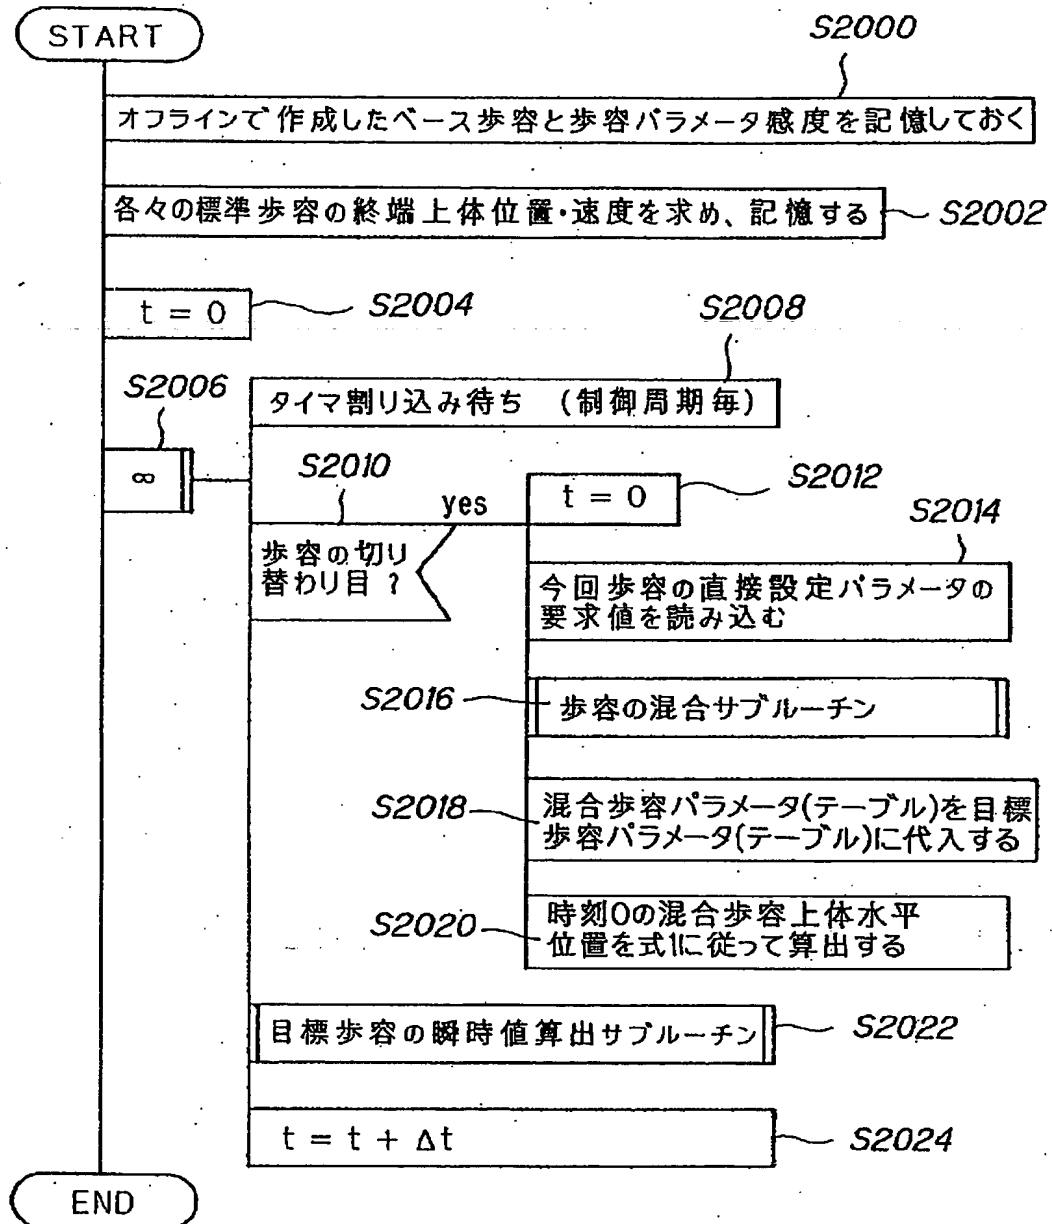 START
S2000
オフラインで作成したベース歩容と歩容パラメータ感度を記憶しておく
各々の標準歩容の終端上体位置・速度を求め、記憶する
S2002
t = 0
S2004
S2008
S2006
タイマ割り込み待ち (制御周期毎)
∞
S2010
yes
t = 0
S2012
S2014
歩容の切り
替わり目?
今回歩容の直接設定パラメータの
要求値を読み込む
S2016
歩容の混合サブルーチン
S2018
混合歩容パラメータ(テーブル)を目標
歩容パラメータ(テーブル)に代入する
S2020
時刻0の混合歩容上体水平
位置を式1に従って算出する
目標歩容の瞬時値算出サブルーチン
S2022
t = t + Δt
S2024
END